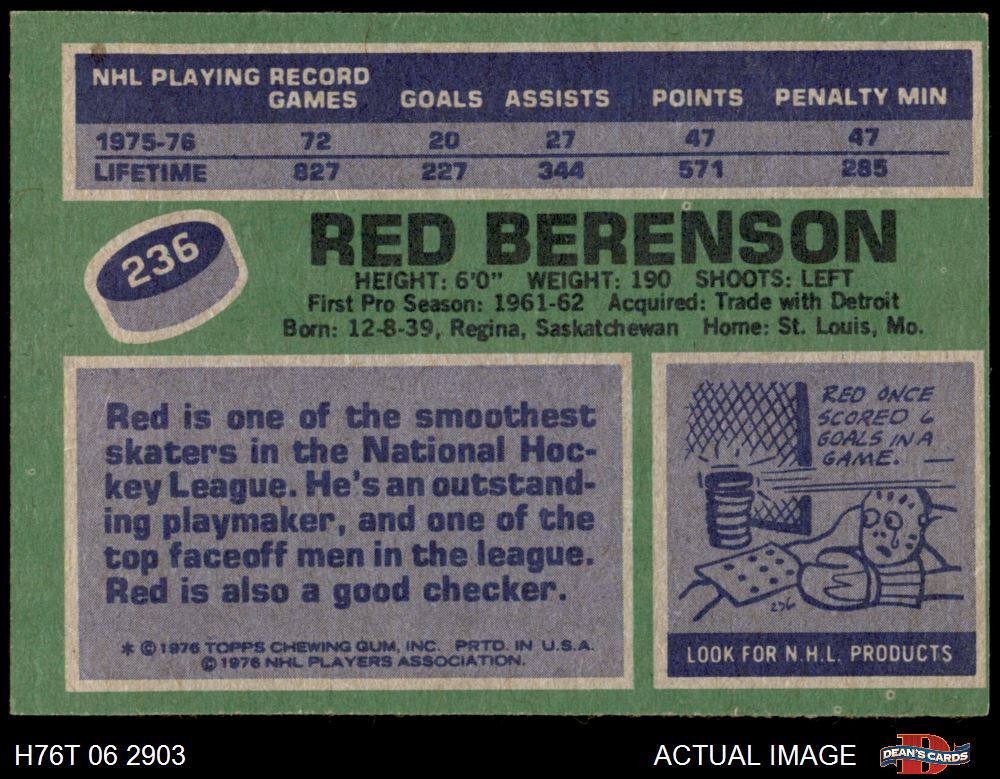 NHL PLAYING RECORD
GAMES GOALS ASSISTS POINTS PENALTY MIN
1975-76 72 20 27 47 47
LIFETIME 827 227 344 571 285
236
RED BERENSON
HEIGHT: 6'0" WEIGHT: 190 SHOOTS: LEFT
First Pro Season: 1961-62 Acquired: Trade with Detroit
Born: 12-8-39, Regina, Saskatchewan Home: St. Louis, Mo.
Red is one of the smoothest
skaters in the National Hoc-
key League. He's an outstand-
ing playmaker, and one of the
top faceoff men in the league.
Red is also a good checker.
* © 1976 TOPPS CHEWING GUM, INC. PRTD. IN U.S.A.
© 1976 NHL PLAYERS ASSOCIATION.
RED ONCE
SCORED 6
GOALS IN A
GAME.
236
LOOK FOR N.H.L. PRODUCTS
H76T 06 2903 ACTUAL IMAGE
D
DEAN'S CARDS